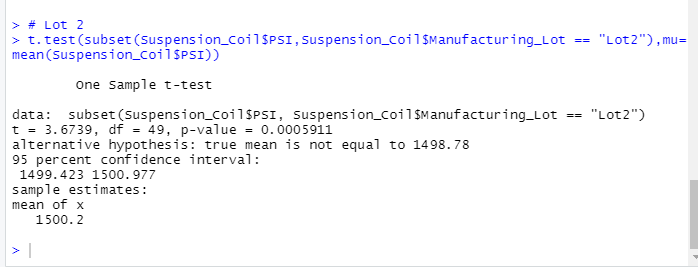 > # Lot 2
> t.test(subset(Suspension_Coil$PSI,Suspension_Coil$Manufacturing_Lot == "Lot2"),mu=
mean(Suspension_Coil$PSI))
One Sample t-test
data:  subset(Suspension_Coil$PSI, Suspension_Coil$Manufacturing_Lot == "Lot2")
t = 3.6739, df = 49, p-value = 0.0005911
alternative hypothesis: true mean is not equal to 1498.78
95 percent confidence interval:
1499.423 1500.977
sample estimates:
mean of x
1500.2
>